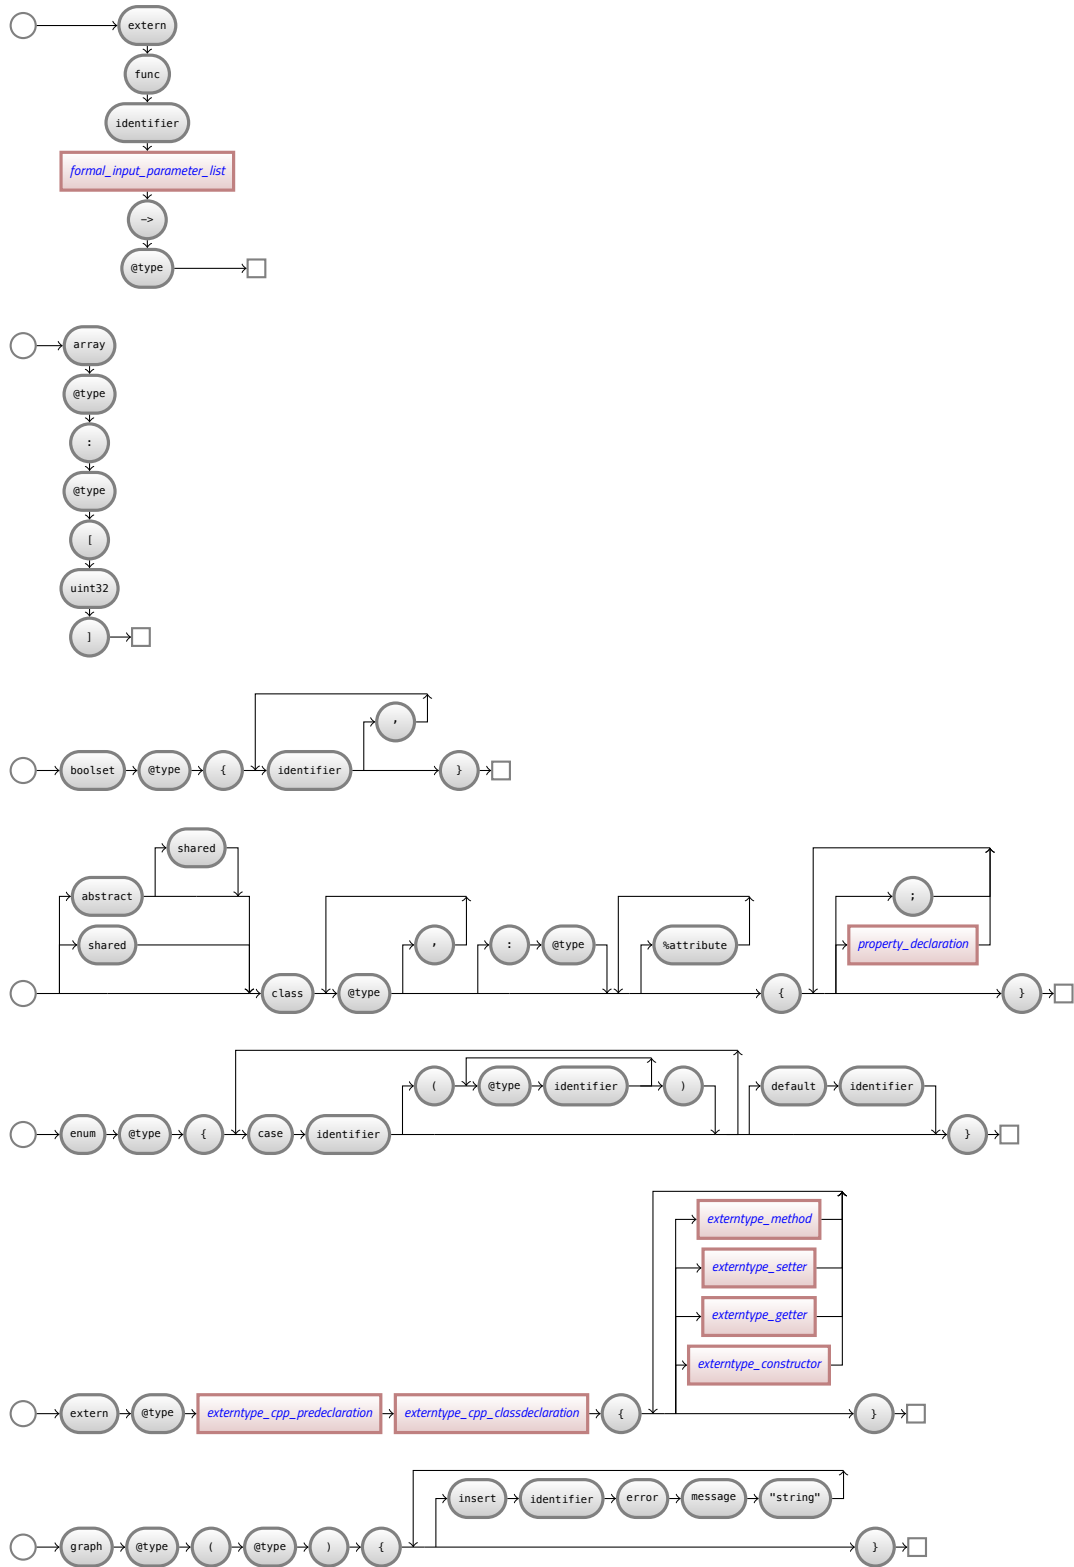 extern
func
identifier
formal_input_parameter_list
->
@type
array
@type
:
@type
[
uint32
]
,
boolset @type { identifier }
shared
abstract , : @type %attribute ;
shared property_declaration
class @type { }
( @type identifier ) default identifier
enum @type { case identifier }
externtype_method
externtype_setter
externtype_getter
externtype_constructor
extern @type externtype_cpp_predeclaration externtype_cpp_classdeclaration { }
insert identifier error message "string"
graph @type ( @type ) { }